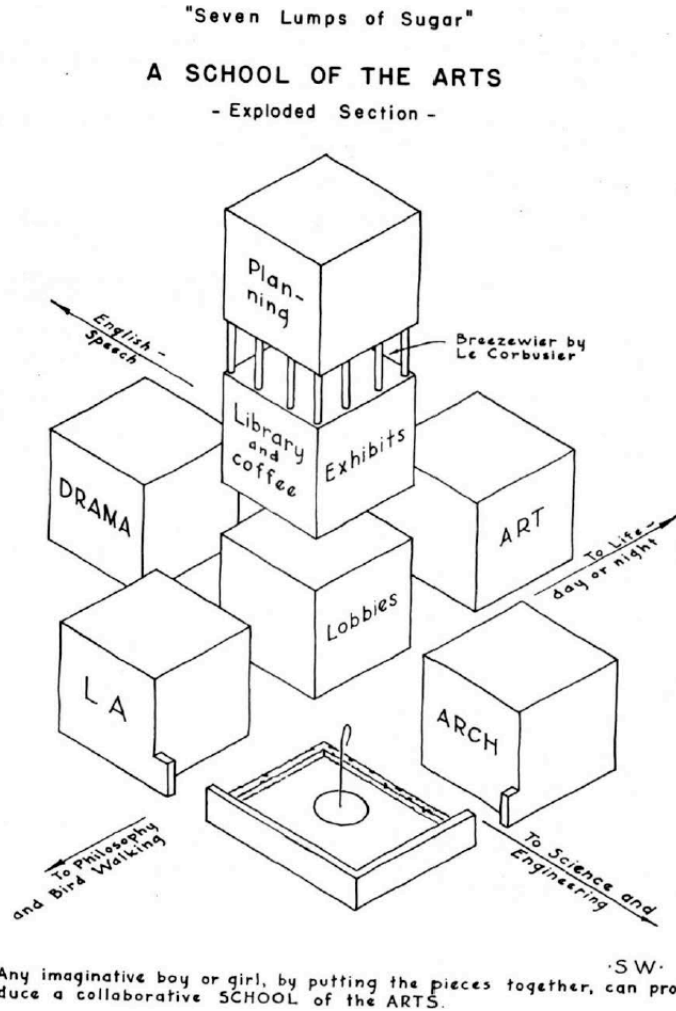 "Seven Lumps of Sugar"
A SCHOOL OF THE ARTS
- Exploded Section -
Plan-
ning
English -
Speech
Breezewier by
Le Corbusier
Library
and
coffee
Exhibits
DRAMA
ART
To Life -
day or night
Lobbies
LA
ARCH
To Philosophy
and Bird Walking
To Science and
Engineering
·SW·
Any imaginative boy or girl, by putting the pieces together, can pro
duce a collaborative SCHOOL of the ARTS.